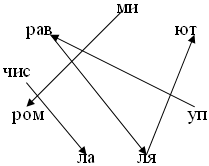 ми
рав ют
чис
ром уп
ла ля